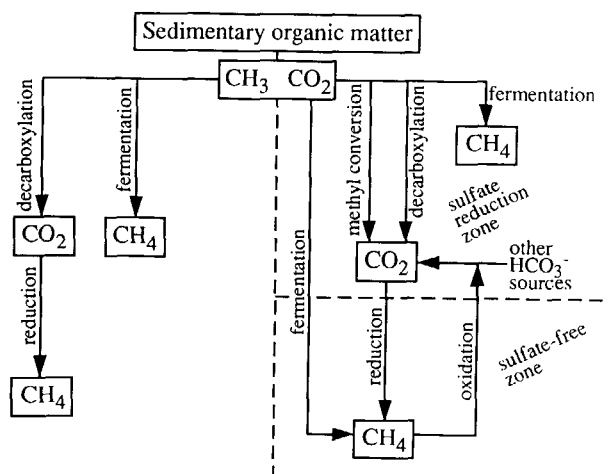 Sedimentary organic matter
CH3 CO2
decarboxylation
fermentation
methyl conversion
decarboxylation
fermentation
CH4
sulfate
reduction
zone
CO2
CH4
CO2
other
HCO3-
sources
fermentation
reduction
reduction
oxidation
sulfate-free
zone
CH4
CH4